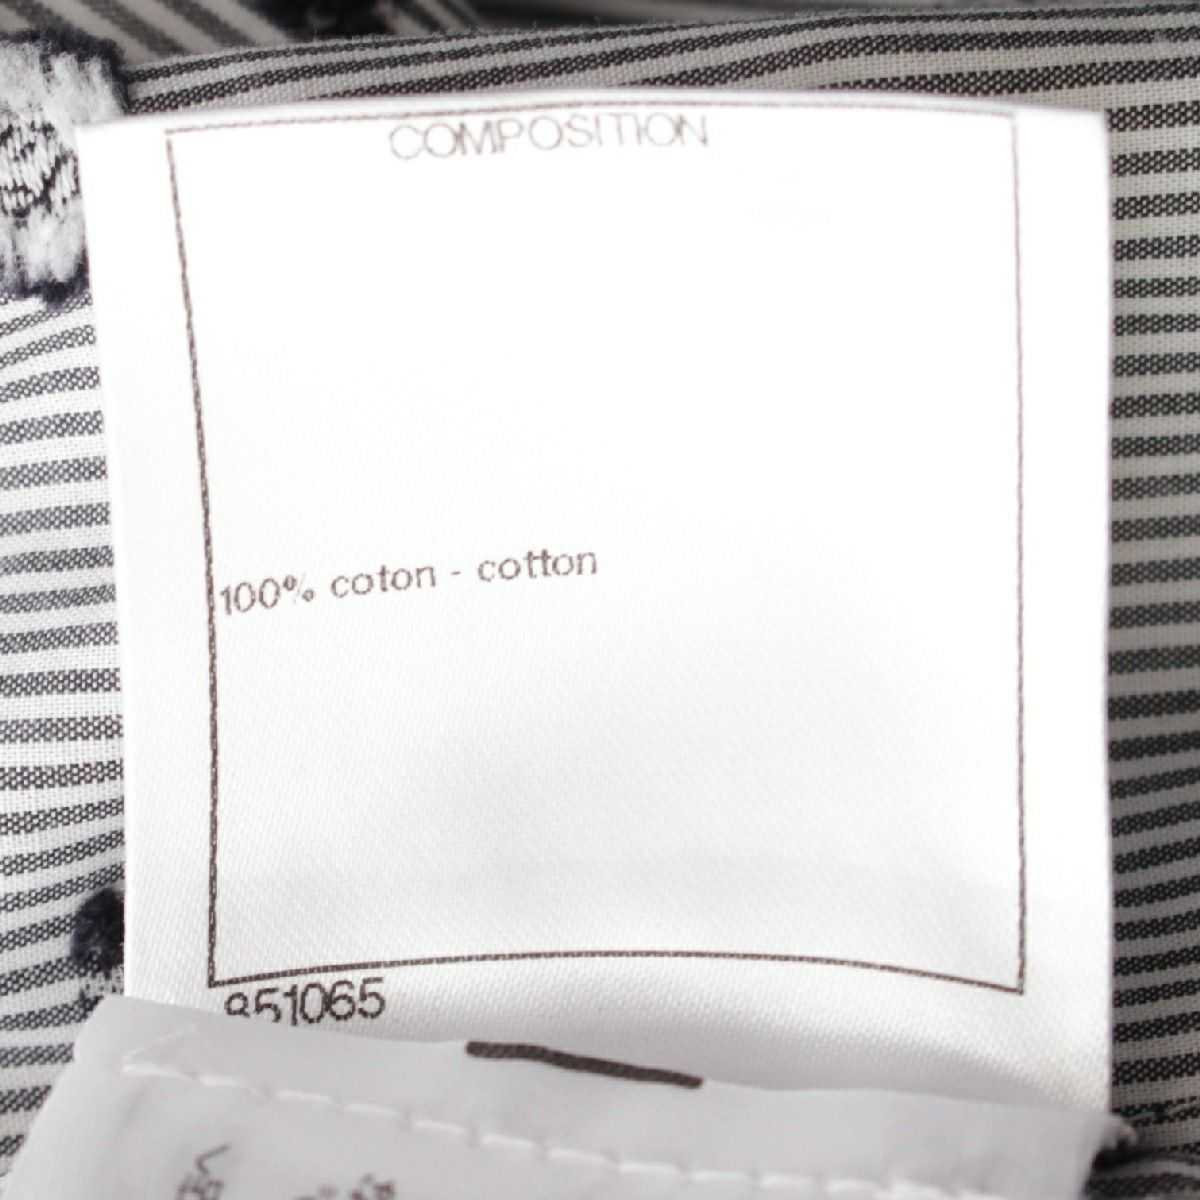 COMPOSITION
100% coton - cotton
851065